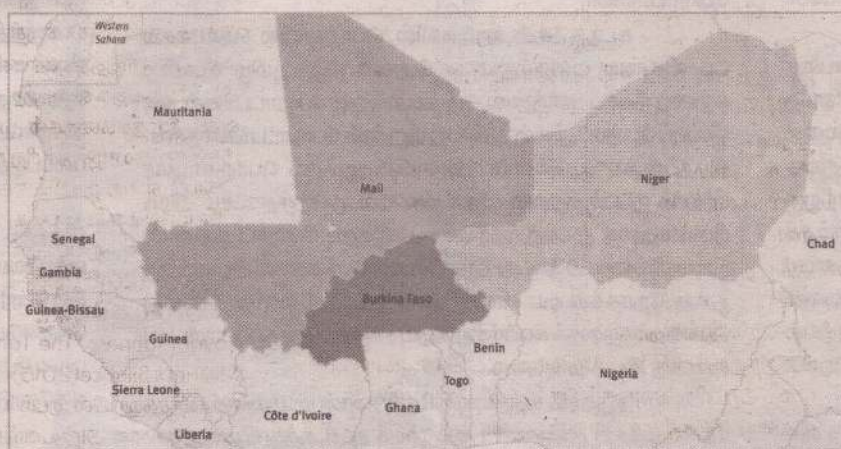 Western
Sahara
Mauritania
Mali
Niger
Chad
Senegal
Gambia
Burkina Faso
Guinea-Bissau
Guinea
Benin
Nigeria
Sierra Leone
Togo
Ghana
Côte d'Ivoire
Liberia